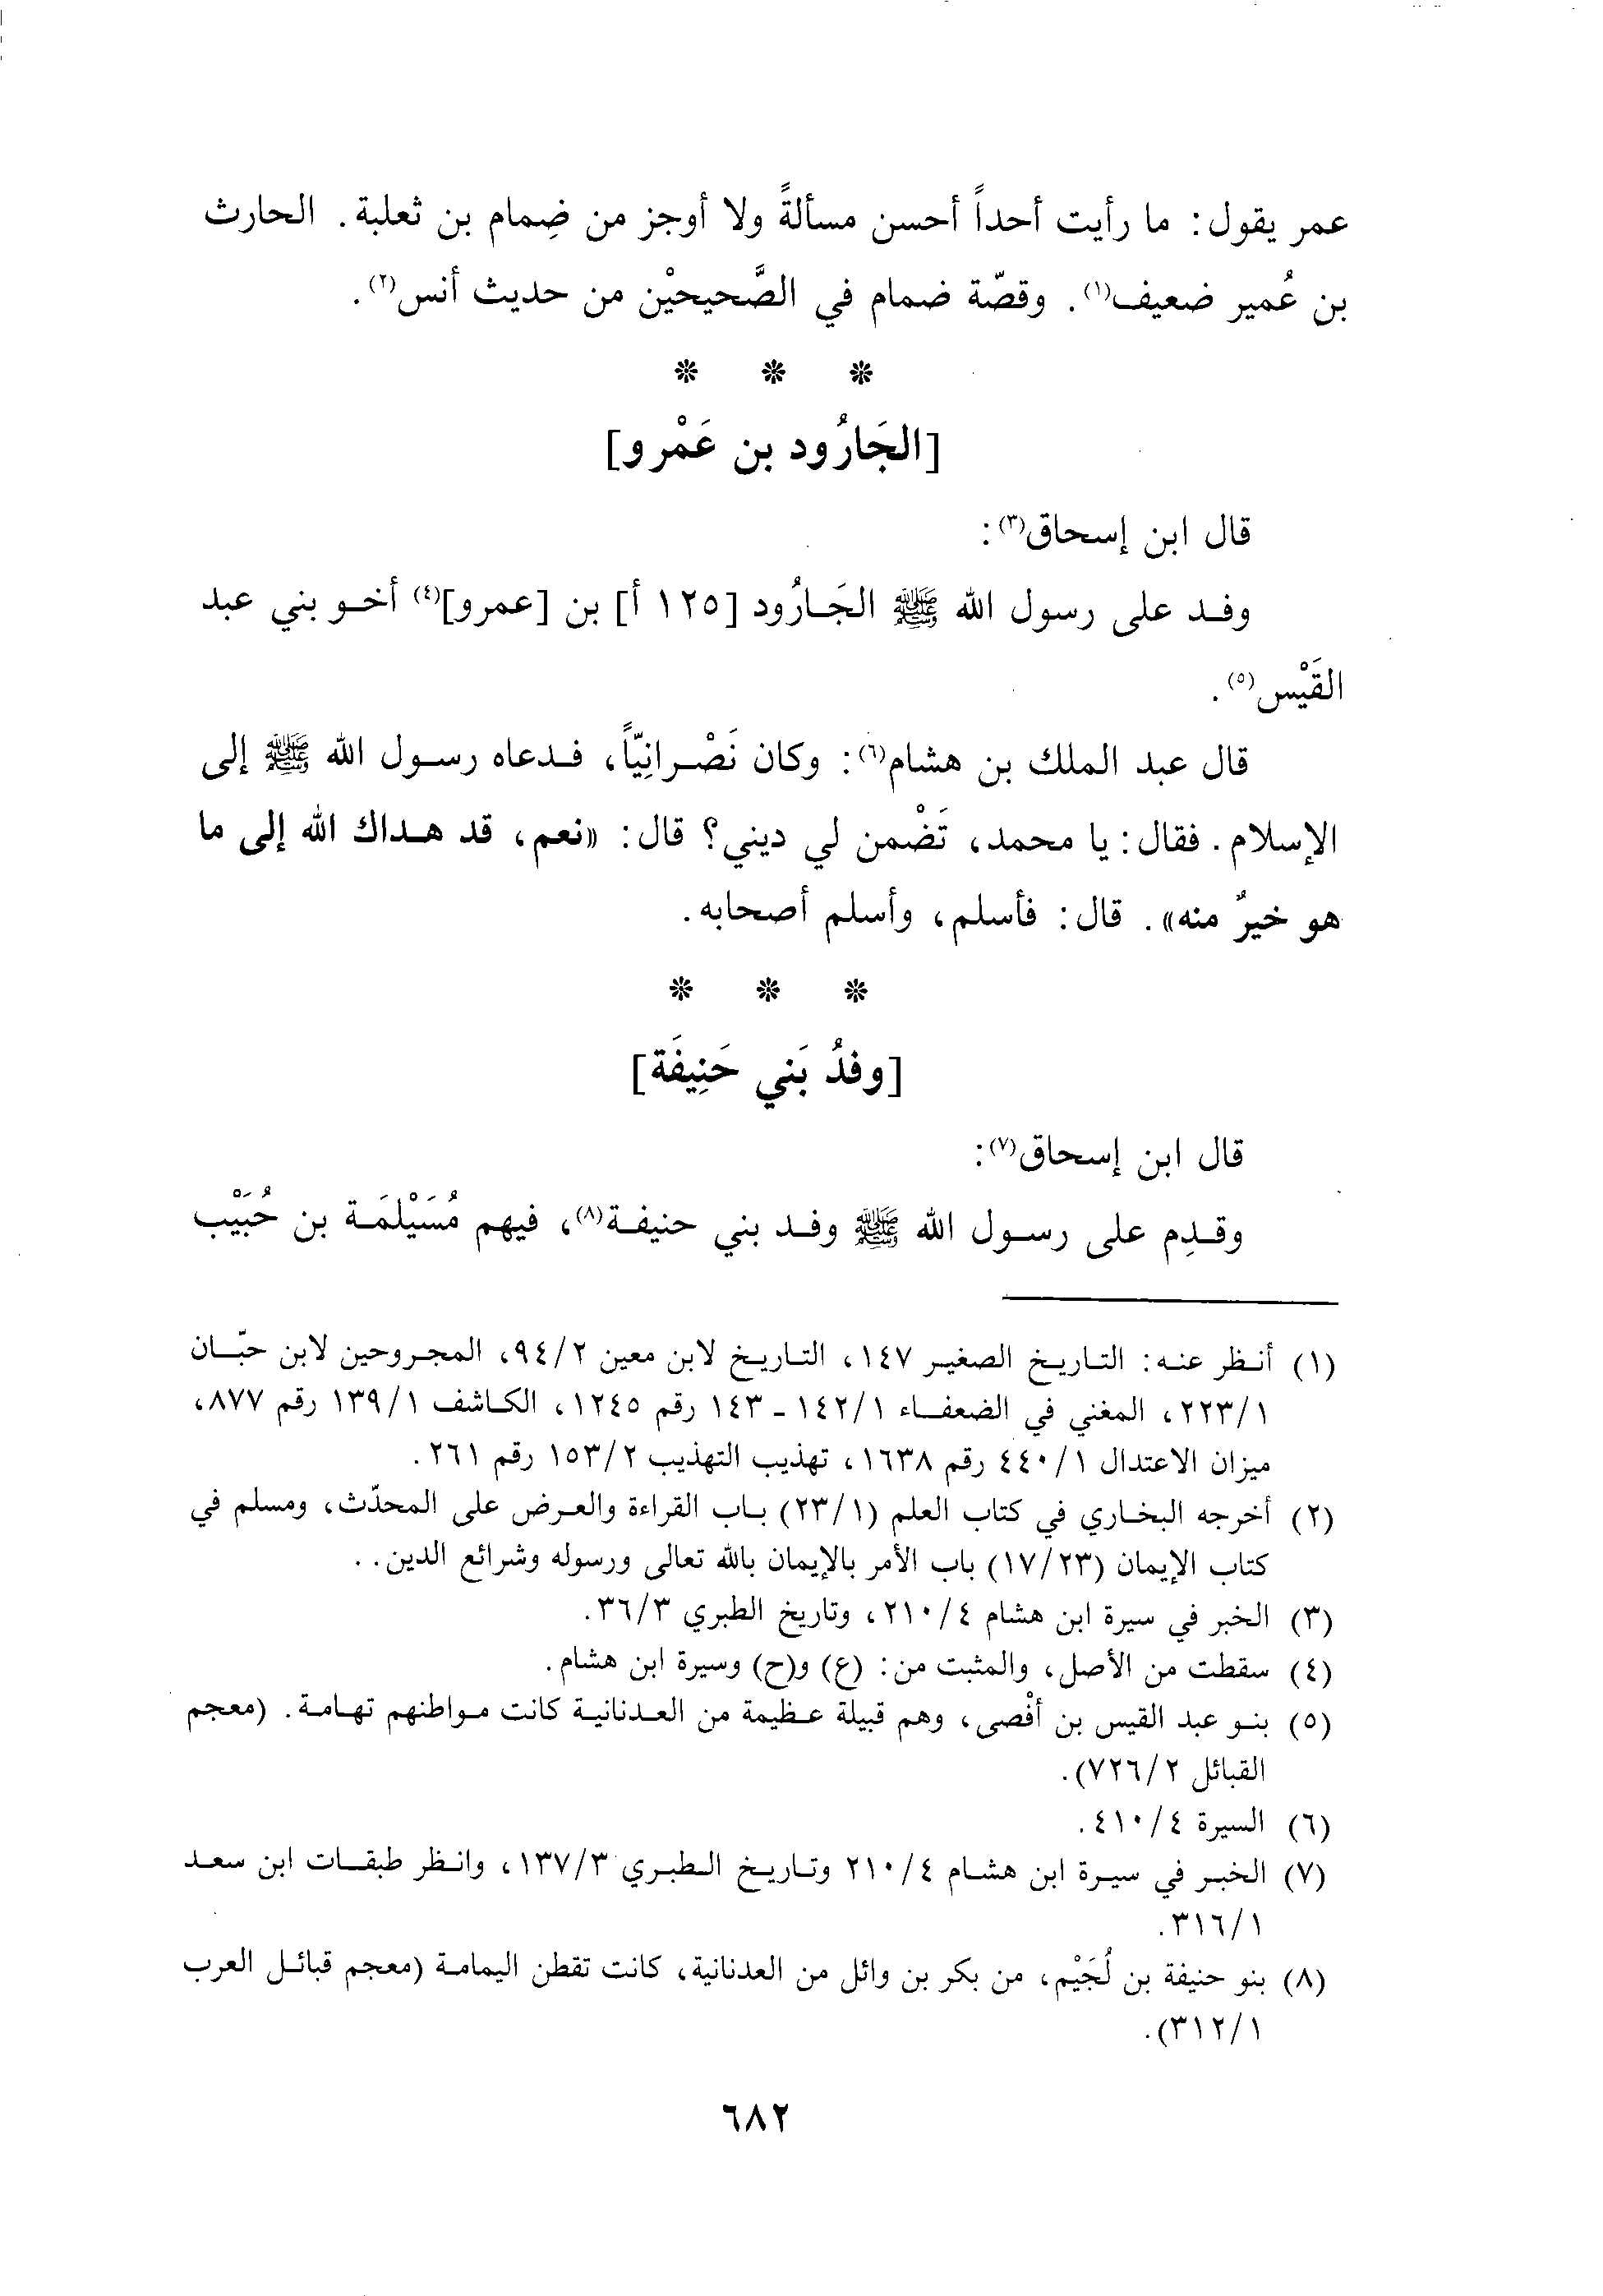 عمر يقول: ما رأيت أحداً أحسن مسألةً ولا أوجز من ضِمام بن ثعلبة. الحارث
بن عُمير ضعيف(١). وقصّة ضمام في الصَّحيحيْن من حديث أنس(٢).
* * *
[الجَارُود بن عَمْرو]
قال ابن إسحاق(٣):
وفـد على رسول الله ﷺ الجَـارُود [١٢٥ أ] بن [عمرو](٤) أخـو بني عبد
القَيْس(٥).
قال عبد الملك بن هشام(٦): وكان نَصْـرانِيّاً، فـدعاه رسـول الله ﷺ إلى
الإسلام. فقال: يا محمد، تَضْمن لي ديني؟ قال: «نعم، قد هـداك الله إلى ما
هو خيرٌ منه». قال: فأسلم، وأسلم أصحابه.
* * *
[وفدُ بَني حَنِيفَة]
قال ابن إسحاق(٧):
وقـدِم على رسـول الله ﷺ وفـد بني حنيفـة(٨)، فيهم مُسَيْلمَـة بن حُبَيْب
(١) أنـظر عنـه: التـاريـخ الصغيـر ١٤٧، التـاريـخ لابن معين ٩٤/٢، المجـروحين لابن حبّـان
٢٢٣/١، المغني في الضعفـاء ١٤٢/١ ـ ١٤٣ رقم ١٢٤٥، الكـاشف ١٣٩/١ رقم ٨٧٧،
ميزان الاعتدال ٤٤٠/١ رقم ١٦٣٨، تهذيب التهذيب ١٥٣/٢ رقم ٢٦١.
(٢) أخرجه البخـاري في كتاب العلم (٢٣/١) بـاب القراءة والعـرض على المحدّث، ومسلم في
كتاب الإيمان (١٧/٢٣) باب الأمر بالإيمان بالله تعالى ورسوله وشرائع الدين. .
(٣) الخبر في سيرة ابن هشام ٢١٠/٤، وتاريخ الطبري ٣٦/٣.
(٤) سقطت من الأصل، والمثبت من: (ع) و(ح) وسيرة ابن هشام.
(٥) بنـو عبد القيس بن أفْصى، وهم قبيلة عـظيمة من العـدنانيـة كانت مـواطنهم تهـامـة. (معجم
القبائل ٧٢٦/٢).
(٦) السيرة ٤١٠/٤.
(٧) الخبـر في سيـرة ابن هشـام ٢١٠/٤ وتـاريـخ الـطبري ١٣٧/٣، وانـظر طبقـات ابن سعـد
٣١٦/١.
(٨) بنو حنيفة بن لُجَيْم، من بكر بن وائل من العدنانية، كانت تقطن اليمامـة (معجم قبائـل العرب
٣١٢/١).
٦٨٢